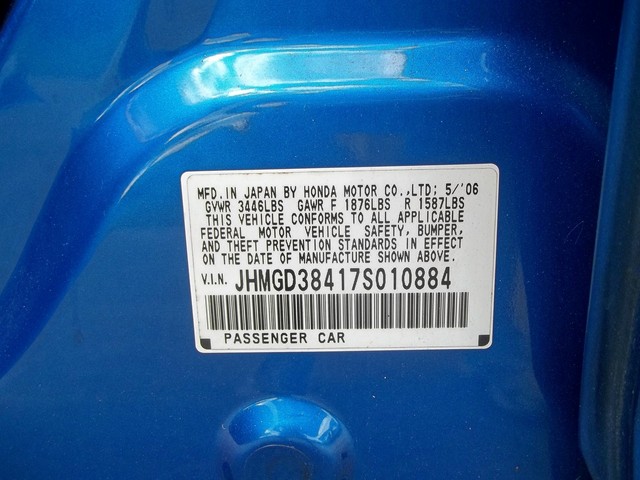 MFD.IN JAPAN BY HONDA MOTOR CO.,LTD; 5/'06
GVWR 3446LBS GAWR F 1876LBS R 1587LBS
THIS VEHICLE CONFORMS TO ALL APPLICABLE
FEDERAL MOTOR VEHICLE SAFETY, BUMPER,
AND THEFT PREVENTION STANDARDS IN EFFECT
ON THE DATE OF MANUFACTURE SHOWN ABOVE.
V.I.N. JHMGD38417S010884
PASSENGER CAR